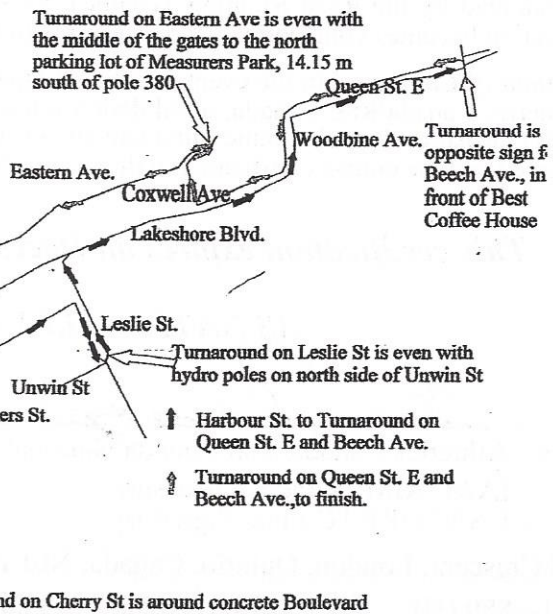 Turnaround on Eastern Ave is even with
the middle of the gates to the north
parking lot of Measurers Park, 14.15 m
south of pole 380
Queen St. E
Woodbine Ave.
Turnaround is
opposite sign f
Beech Ave., in
front of Best
Coffee House
Eastern Ave.
Coxwell Ave
Lakeshore Blvd.
Leslie St.
Turnaround on Leslie St is even with
hydro poles on north side of Unwin St
Unwin St
ers St.
Harbour St. to Turnaround on
Queen St. E and Beech Ave.
Turnaround on Queen St. E and
Beech Ave.,to finish.
nd on Cherry St is around concrete Boulevard